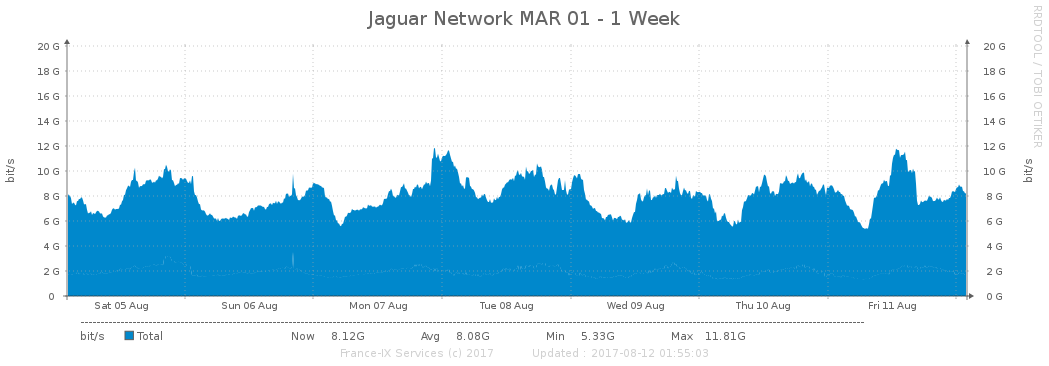 Jaguar Network MAR 01 - 1 Week
RRDTOOL / TOBI OETIKER
bit/s
bit/s
20 G 20 G
18 G 18 G
16 G 16 G
14 G 14 G
12 G 12 G
10 G 10 G
8 G 8 G
6 G 6 G
4 G 4 G
2 G 2 G
0 0 G
Sat 05 Aug Sun 06 Aug Mon 07 Aug Tue 08 Aug Wed 09 Aug Thu 10 Aug Fri 11 Aug
bit/s Total Now 8.12G Avg 8.08G Min 5.33G Max 11.81G
France-IX Services (c) 2017 Updated : 2017-08-12 01:55:03